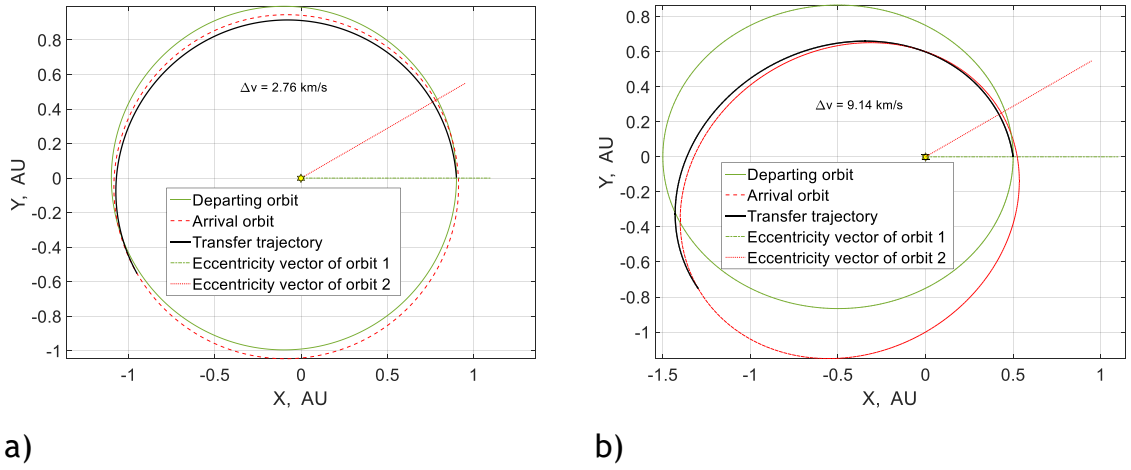 0.8
0.6
0.4
0.2
0
-0.2
-0.4
-0.6
-0.8
-1
Y, AU
Δv = 2.76 km/s
Departing orbit
Arrival orbit
Transfer trajectory
Eccentricity vector of orbit 1
Eccentricity vector of orbit 2
-1 -0.5 0 0.5 1
X, AU
a)
0.8
0.6
0.4
0.2
0
-0.2
-0.4
-0.6
-0.8
-1
Y, AU
Δv = 9.14 km/s
Departing orbit
Arrival orbit
Transfer trajectory
Eccentricity vector of orbit 1
Eccentricity vector of orbit 2
-1.5 -1 -0.5 0 0.5 1
X, AU
b)